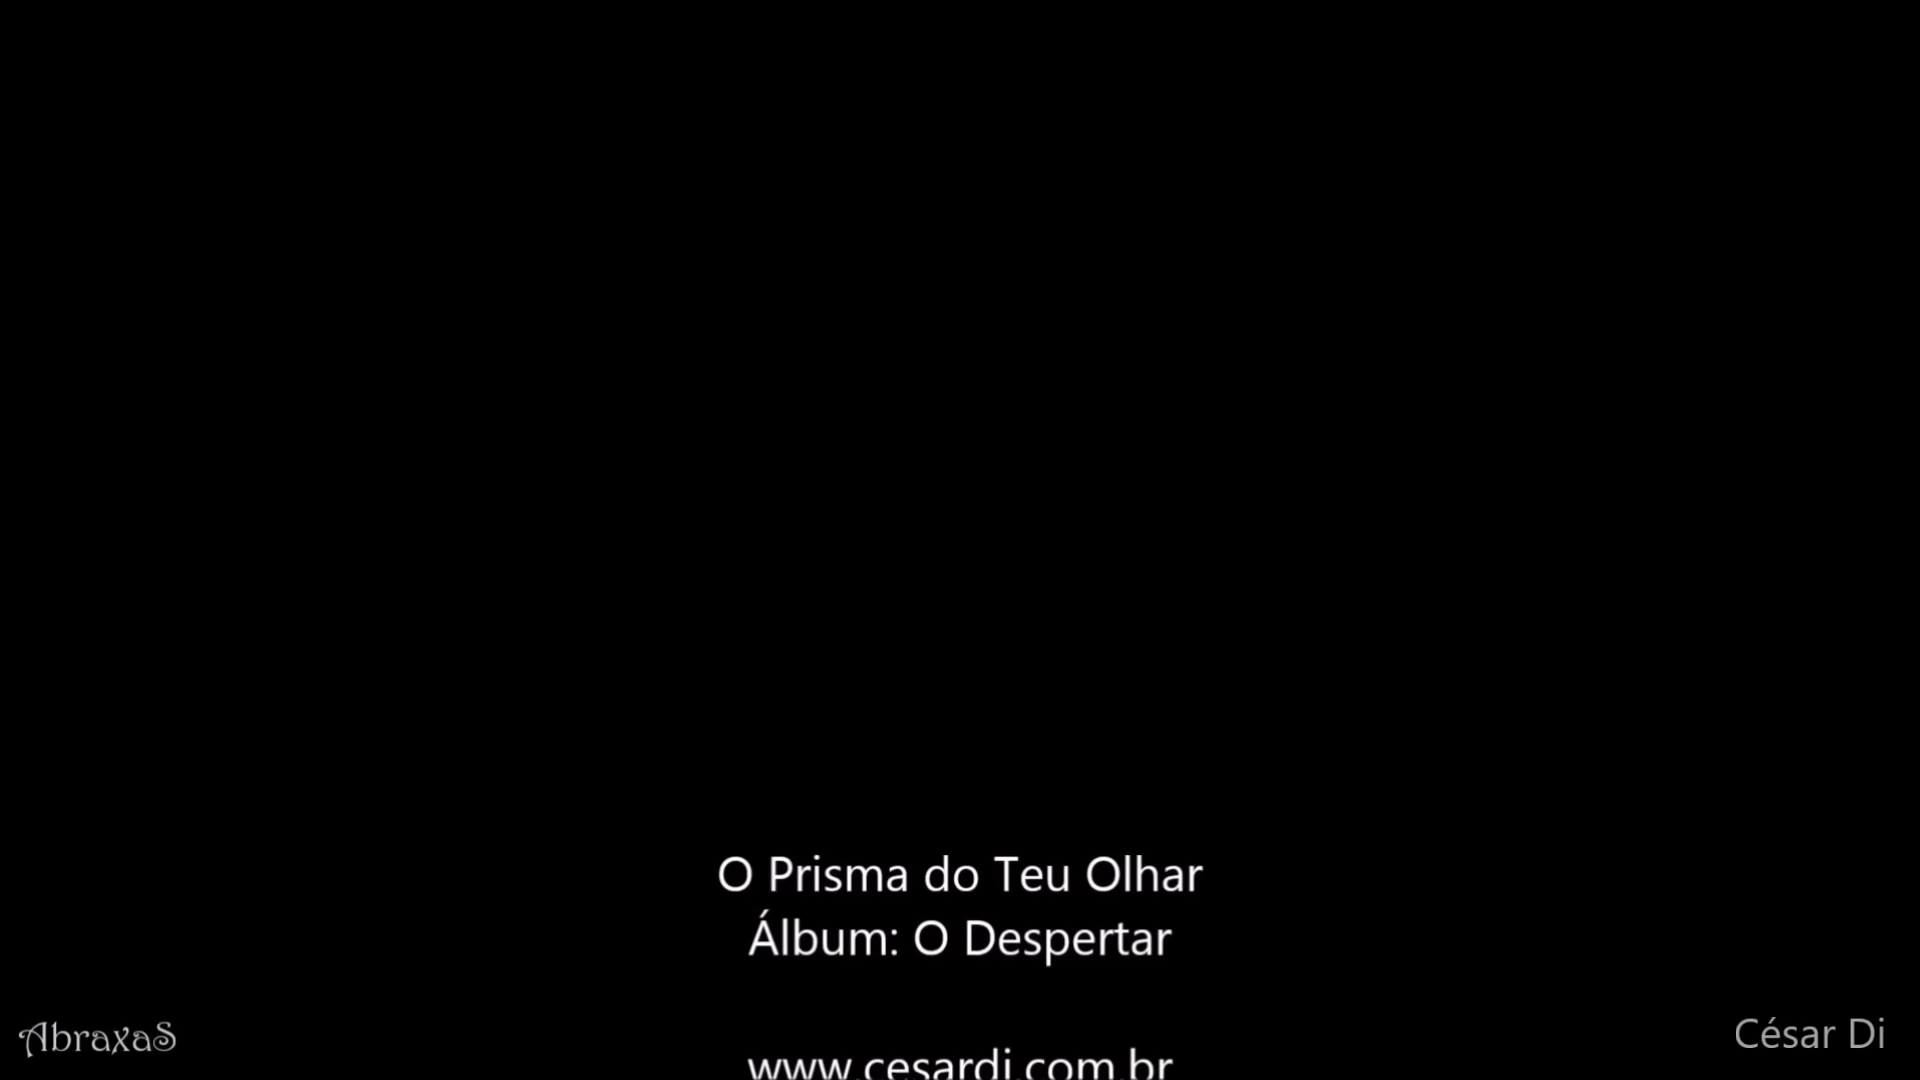 O Prisma do Teu Olhar
Álbum: O Despertar
AbraxaS
César Di
www.cesardi.com.br